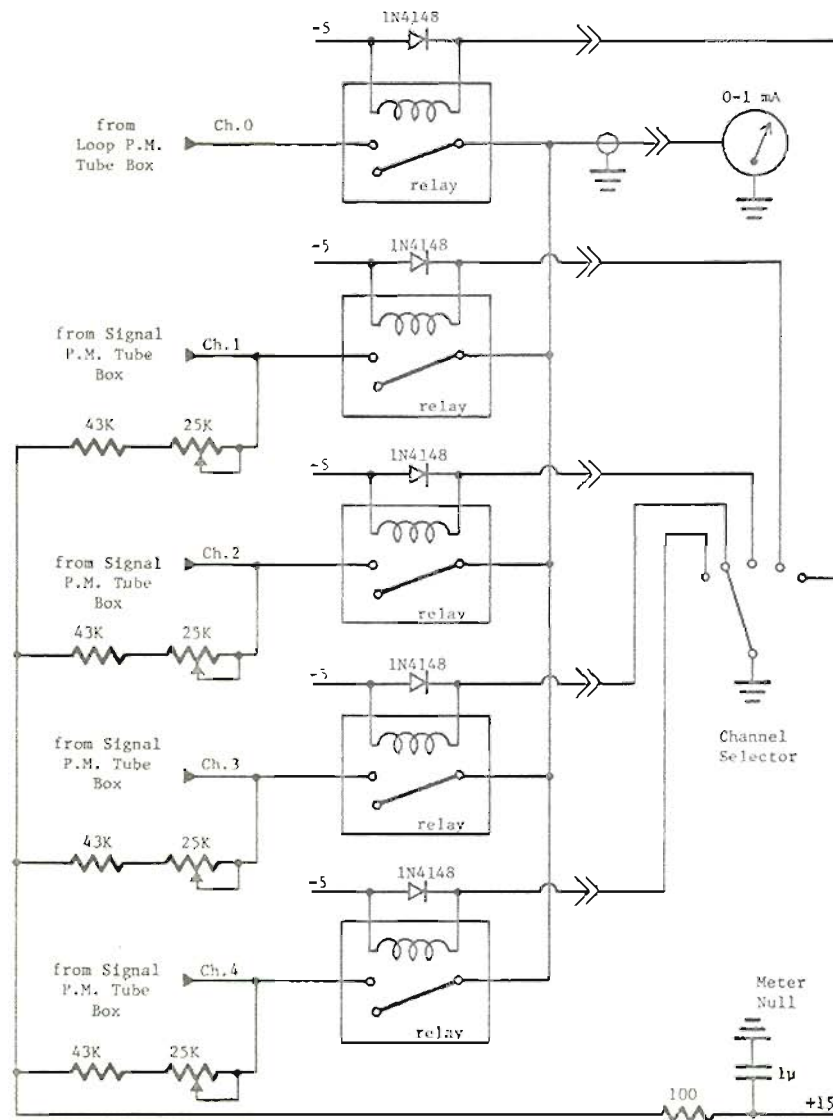 1N4148
-5
0-1 mA
from
Loop P.M.
Tube Box
Ch.0
relay
1N4148
-5
from Signal
P.M. Tube
Box
Ch.1
relay
43K
25K
1N4148
-5
from Signal
P.M. Tube
Box
Ch.2
relay
43K
25K
1N4148
-5
from Signal
P.M. Tube
Box
Ch.3
relay
Channel
Selector
43K
25K
1N4148
-5
from Signal
P.M. Tube
Box
Ch.4
relay
Meter
Null
43K
25K
1μ
100
+15